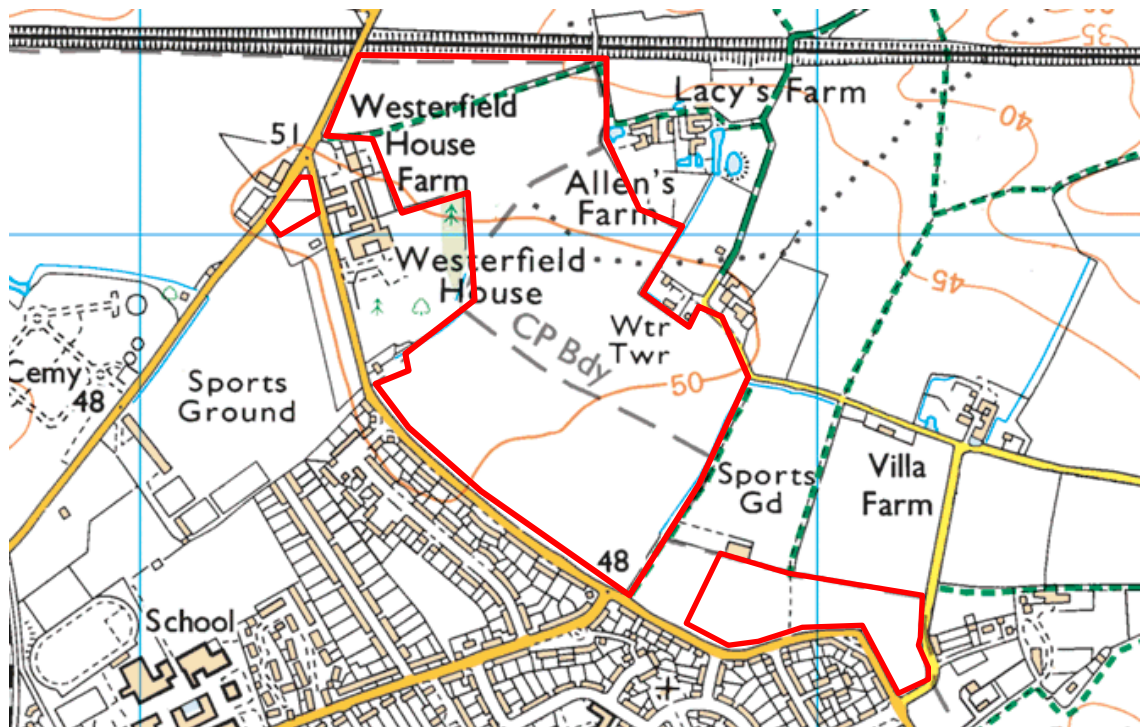 35
Lacy's Farm
40
Westerfield
House
Farm
51
Allen's
Farm
Westerfield
House
45
Wtr
Twr
CP Bdy
50
Cemy
48
Sports
Ground
Villa
Farm
Sports
Gd
48
School